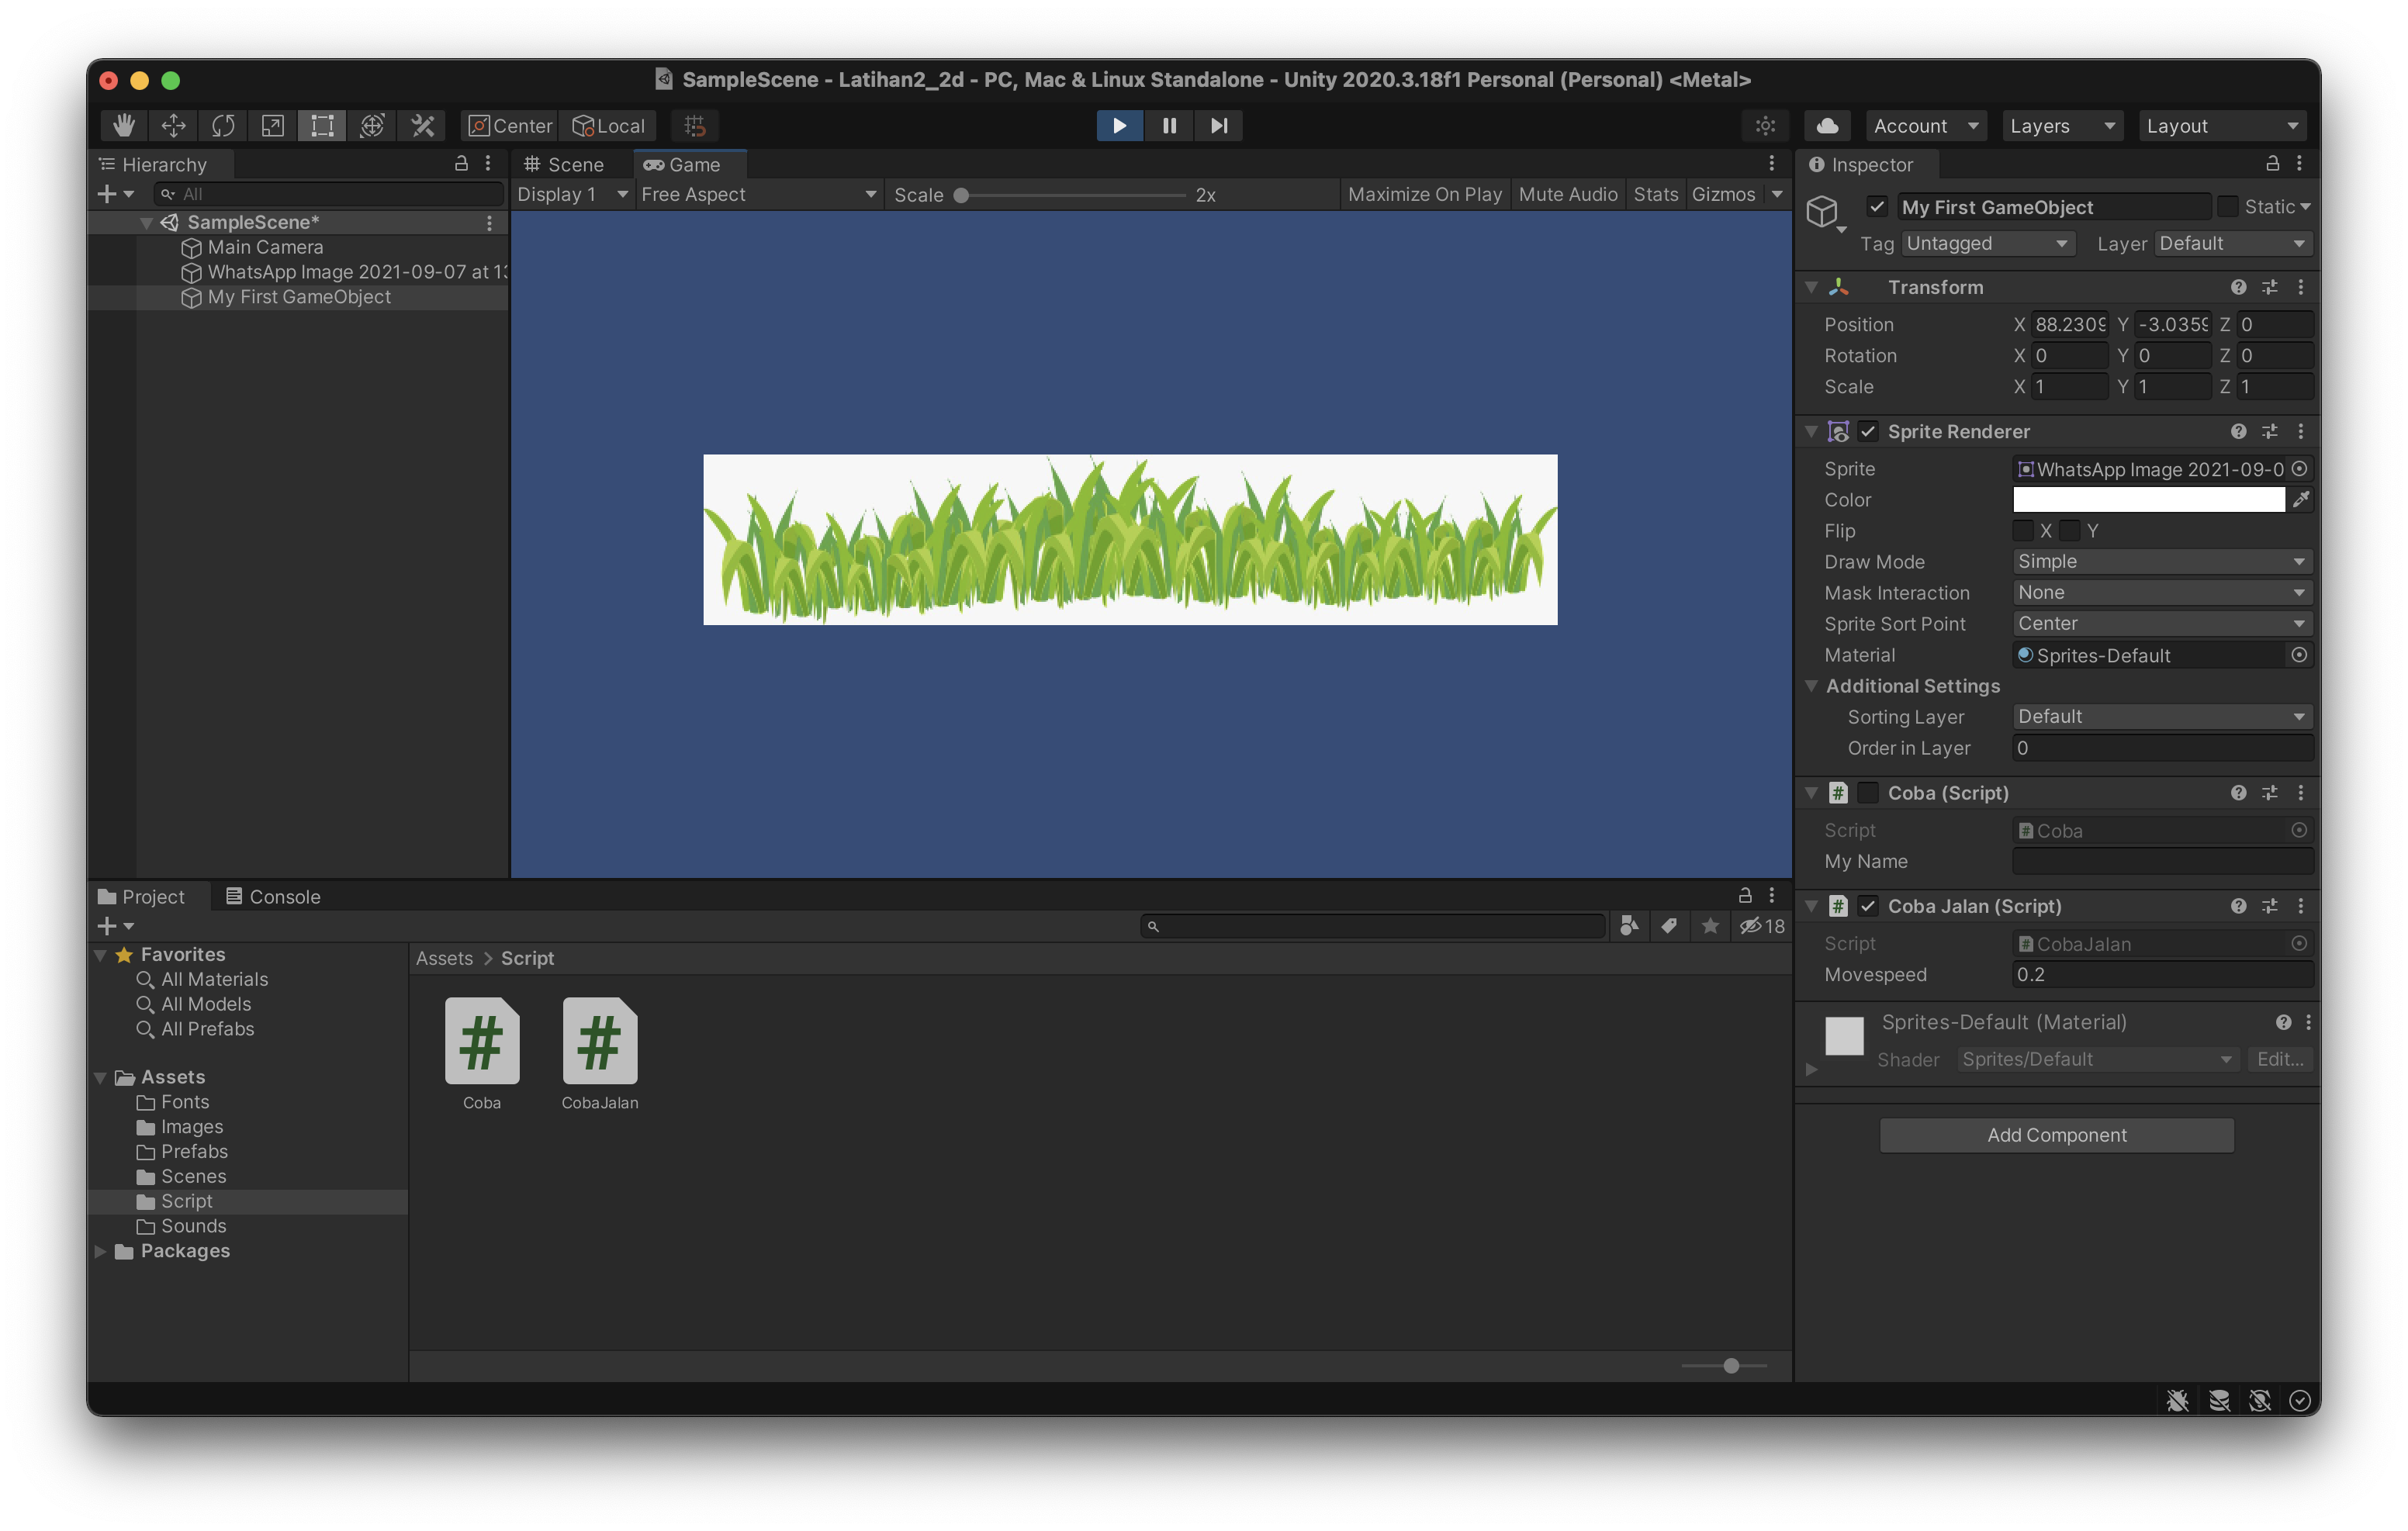 SampleScene - Latihan2_2d - PC, Mac & Linux Standalone - Unity 2020.3.18f1 Personal (Personal) <Metal>
Center Local Account Layers Layout
Hierarchy
All
SampleScene*
Main Camera
WhatsApp Image 2021-09-07 at 1
My First GameObject
Scene Game
Display 1 Free Aspect Scale 2x Maximize On Play Mute Audio Stats Gizmos
Inspector
My First GameObject Static
Tag Untagged Layer Default
Transform
Position X 88.2309 Y -3.0359 Z 0
Rotation X 0 Y 0 Z 0
Scale X 1 Y 1 Z 1
Sprite Renderer
Sprite WhatsApp Image 2021-09-0
Color
Flip X Y
Draw Mode Simple
Mask Interaction None
Sprite Sort Point Center
Material Sprites-Default
Additional Settings
Sorting Layer Default
Order in Layer 0
# Coba (Script)
Script # Coba
My Name
# Coba Jalan (Script)
Script # CobaJalan
Movespeed 0.2
Sprites-Default (Material)
Shader Sprites/Default Edit...
Add Component
Project Console
18
Favorites
All Materials
All Models
All Prefabs
Assets
Fonts
Images
Prefabs
Scenes
Script
Sounds
Packages
Assets > Script
# #
Coba CobaJalan